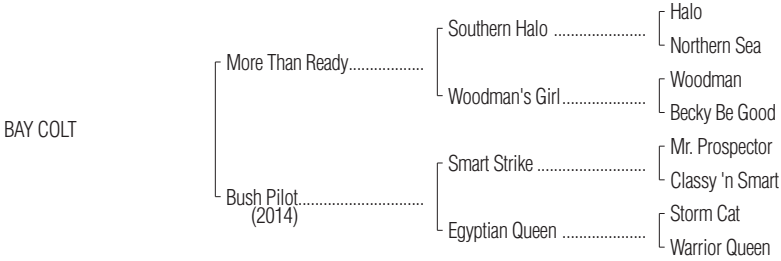 Halo
Southern Halo .....................
Northern Sea
More Than Ready..................
Woodman
Woodman's Girl....................
Becky Be Good
BAY COLT
Mr. Prospector
Smart Strike .........................
Classy 'n Smart
Bush Pilot.............................
(2014)
Storm Cat
Egyptian Queen ...................
Warrior Queen